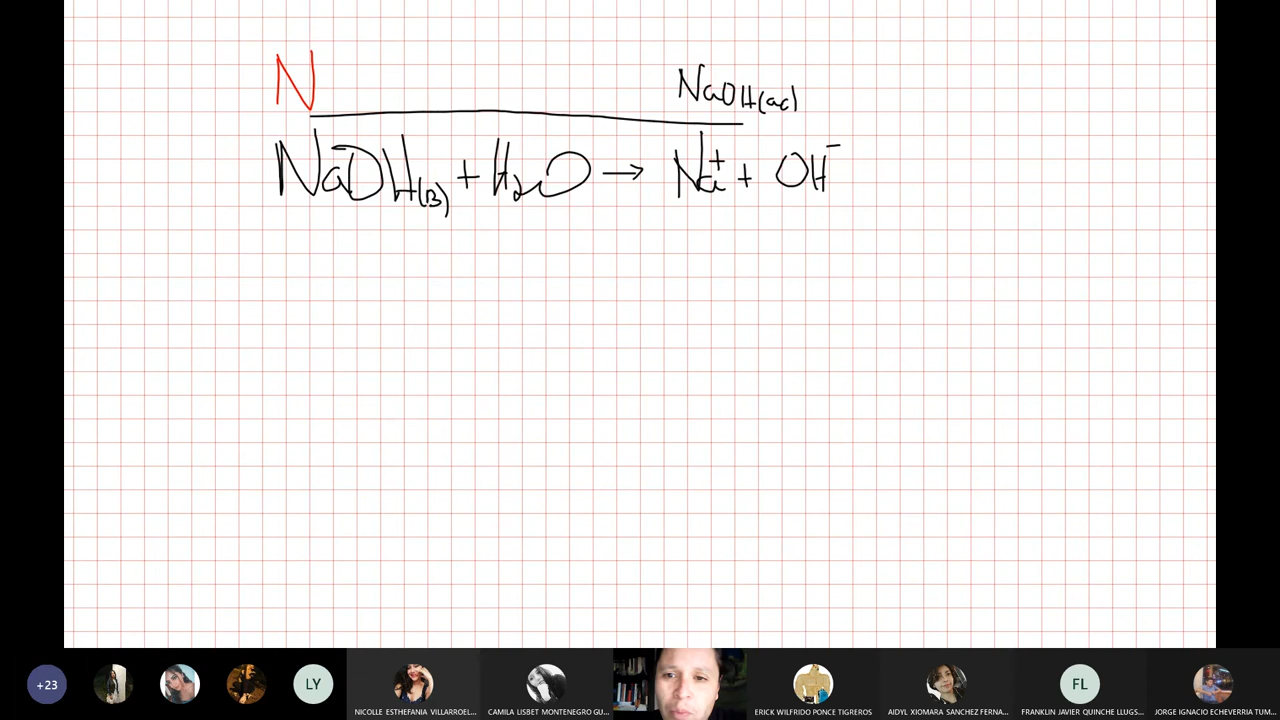 N
NaOH(ac)
NaOH(B) + H2O → Na+ + OH-
+23
LY
NICOLLE ESTHEFANIA VILLARROEL...
CAMILA LISBET MONTENEGRO GU...
ERICK WILFRIDO PONCE TIGREROS
AIDYL XIOMARA SANCHEZ FERNA...
FL
FRANKLIN JAVIER QUINCHE LLUGS...
JORGE IGNACIO ECHEVERRIA TUM...